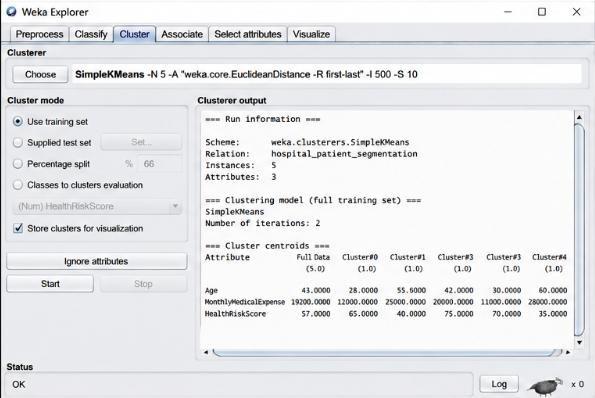 Weka Explorer
Preprocess Classify Cluster Associate Select attributes Visualize
Clusterer
Choose SimpleKMeans -N 5 -A "weka.core.EuclideanDistance -R first-last" -I 500 -S 10
Cluster mode
Use training set
Supplied test set Set...
Percentage split % 66
Classes to clusters evaluation
(Num) HealthRiskScore
Store clusters for visualization
Ignore attributes
Start Stop
Clusterer output
=== Run information ===
Scheme: weka.clusterers.SimpleKMeans
Relation: hospital_patient_segmentation
Instances: 5
Attributes: 3
=== Clustering model (full training set) ===
SimpleKMeans
Number of iterations: 2
=== Cluster centroids ===
Attribute Full Data Cluster#0 Cluster#1 Cluster#3 Cluster#3 Cluster#4
(5.0) (1.0) (1.0) (1.0) (1.0) (1.0)
Age 43.0000 28.0000 55.6000 42.0000 30.0000 60.0000
MonthlyMedicalExpense 19200.0000 12000.0000 25000.0000 20000.0000 11000.0000 28000.0000
HealthRiskScore 57.0000 65.0000 40.0000 75.0000 70.0000 35.0000
Status
OK Log x 0